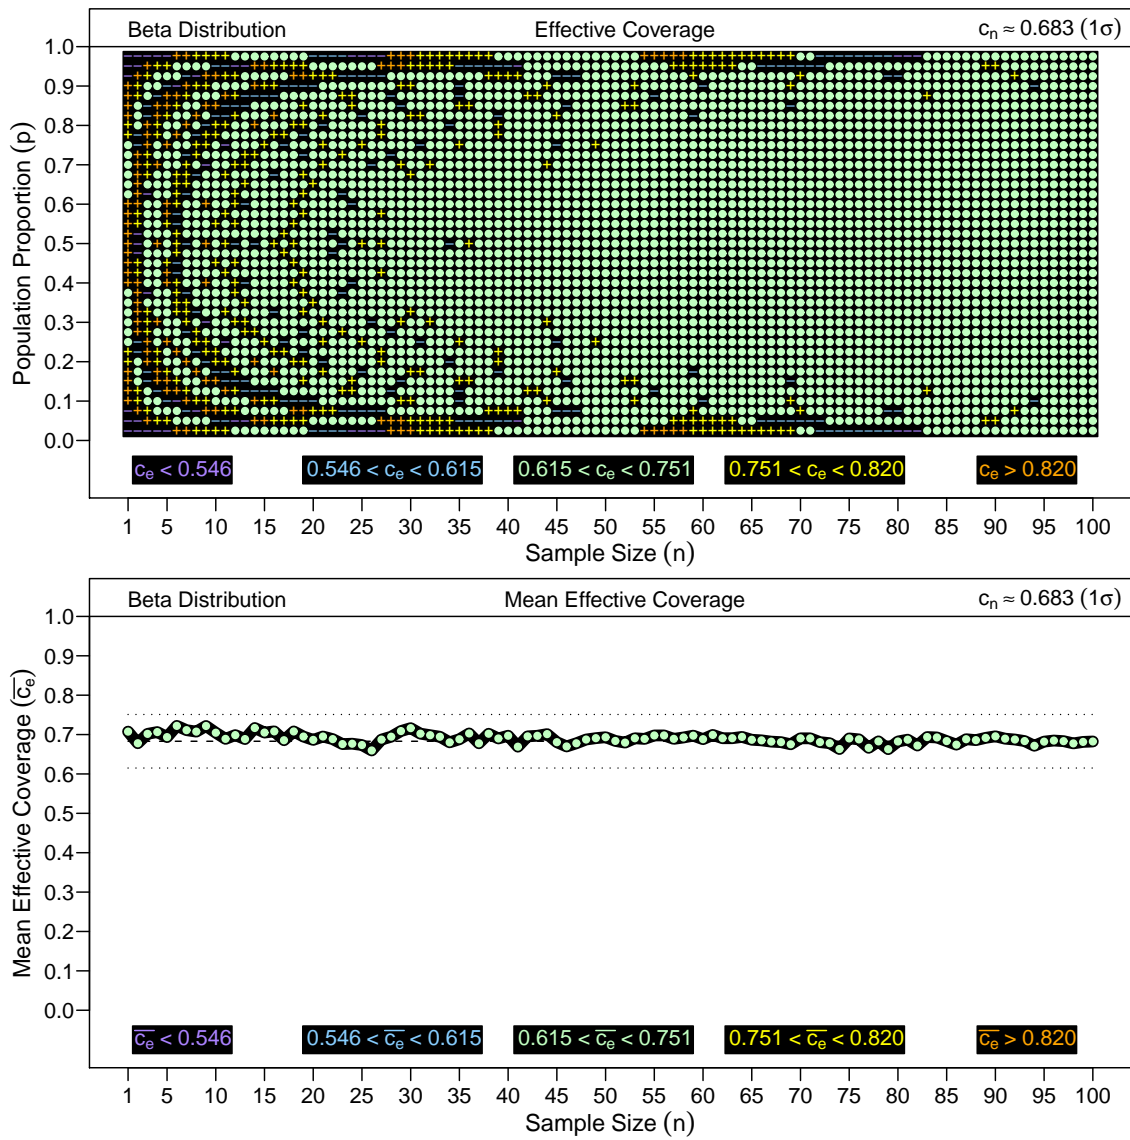 Beta Distribution Effective Coverage cₙ ≈ 0.683 (1σ)
1.0
0.9
0.8
0.7
0.6
0.5
0.4
0.3
0.2
0.1
0.0
Population Proportion (p)
cₑ < 0.546 0.546 < cₑ < 0.615 0.615 < cₑ < 0.751 0.751 < cₑ < 0.820 cₑ > 0.820
1 5 10 15 20 25 30 35 40 45 50 55 60 65 70 75 80 85 90 95 100
Sample Size (n)
Beta Distribution Mean Effective Coverage cₙ ≈ 0.683 (1σ)
1.0
0.9
0.8
0.7
0.6
0.5
0.4
0.3
0.2
0.1
0.0
Mean Effective Coverage (c̅ₑ)
c̅ₑ < 0.546 0.546 < c̅ₑ < 0.615 0.615 < c̅ₑ < 0.751 0.751 < c̅ₑ < 0.820 c̅ₑ > 0.820
1 5 10 15 20 25 30 35 40 45 50 55 60 65 70 75 80 85 90 95 100
Sample Size (n)